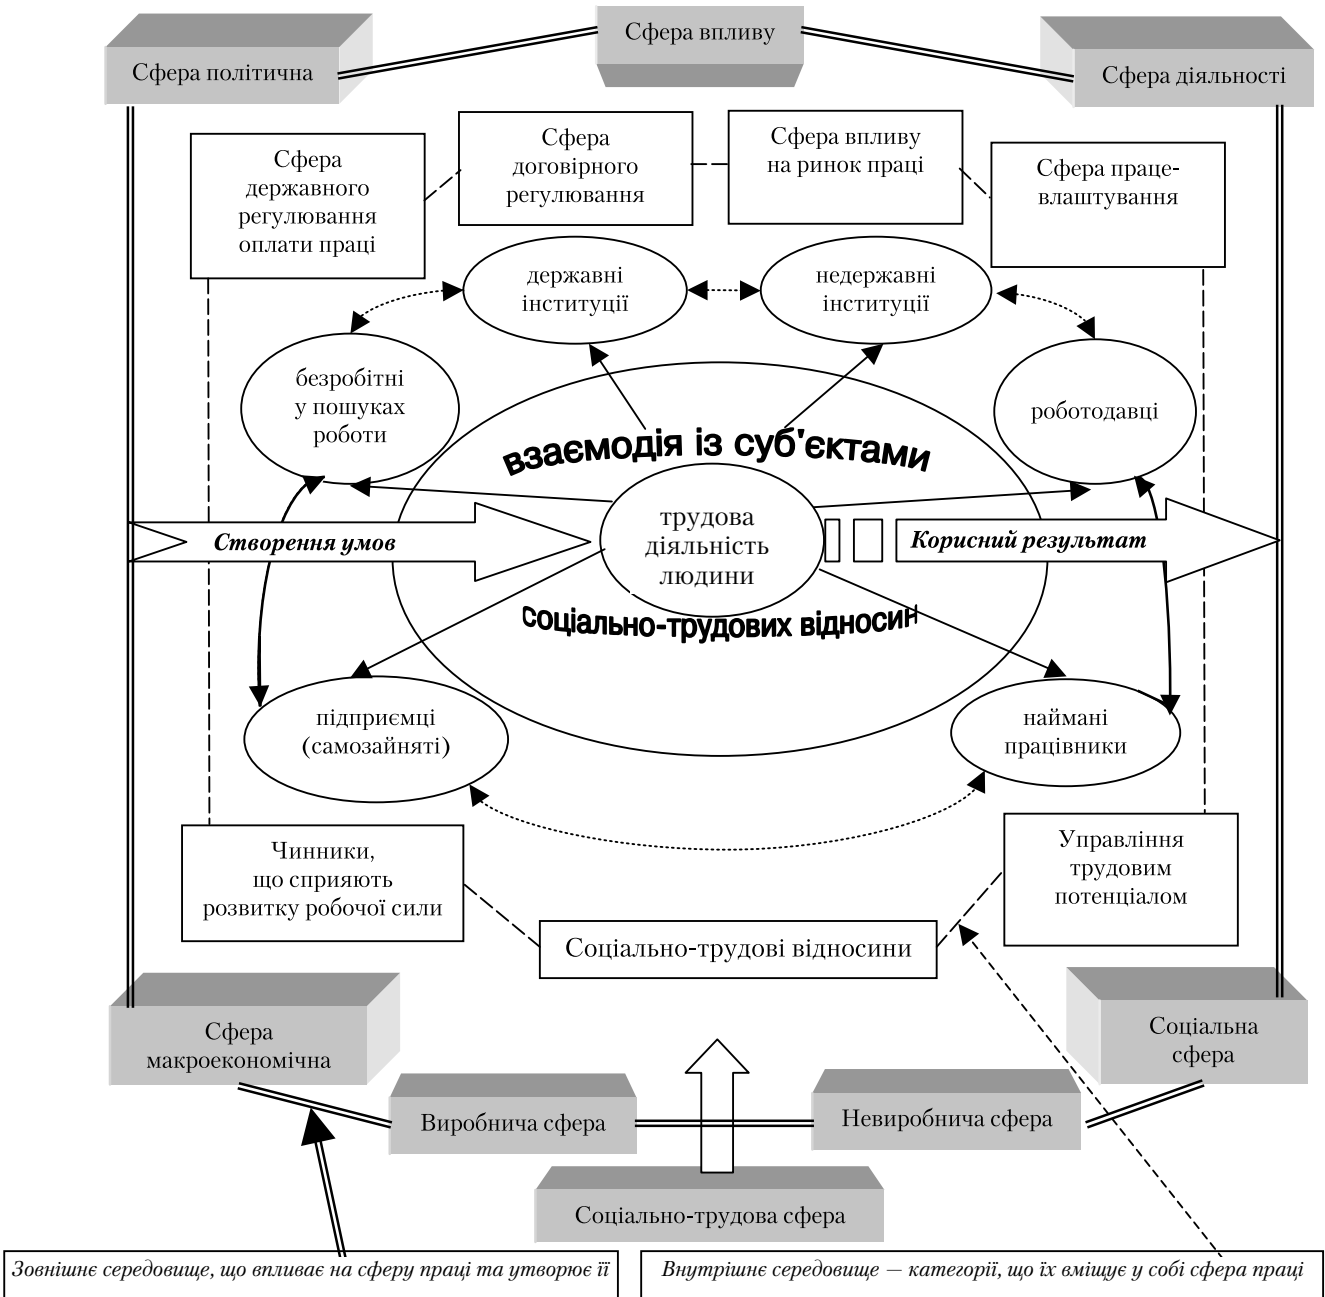 Сфера впливу
Сфера політична
Сфера діяльності
Сфера
державного
регулювання
оплати праці
Сфера
договірного
регулювання
Сфера впливу
на ринок праці
Сфера праце-
влаштування
державні
інституції
недержавні
інституції
безробітні
у пошуках
роботи
роботодавці
взаємодія із суб'єктами
трудова
діяльність
людини
Створення умов
Корисний результат
соціально-трудових відносин
підприємці
(самозайняті)
наймані
працівники
Чинники,
що сприяють
розвитку робочої сили
Управління
трудовим
потенціалом
Соціально-трудові відносини
Сфера
макроекономічна
Соціальна
сфера
Виробнича сфера
Невиробнича сфера
Соціально-трудова сфера
Зовнішнє середовище, що впливає на сферу праці та утворює її
Внутрішнє середовище — категорії, що їх вміщує у собі сфера праці